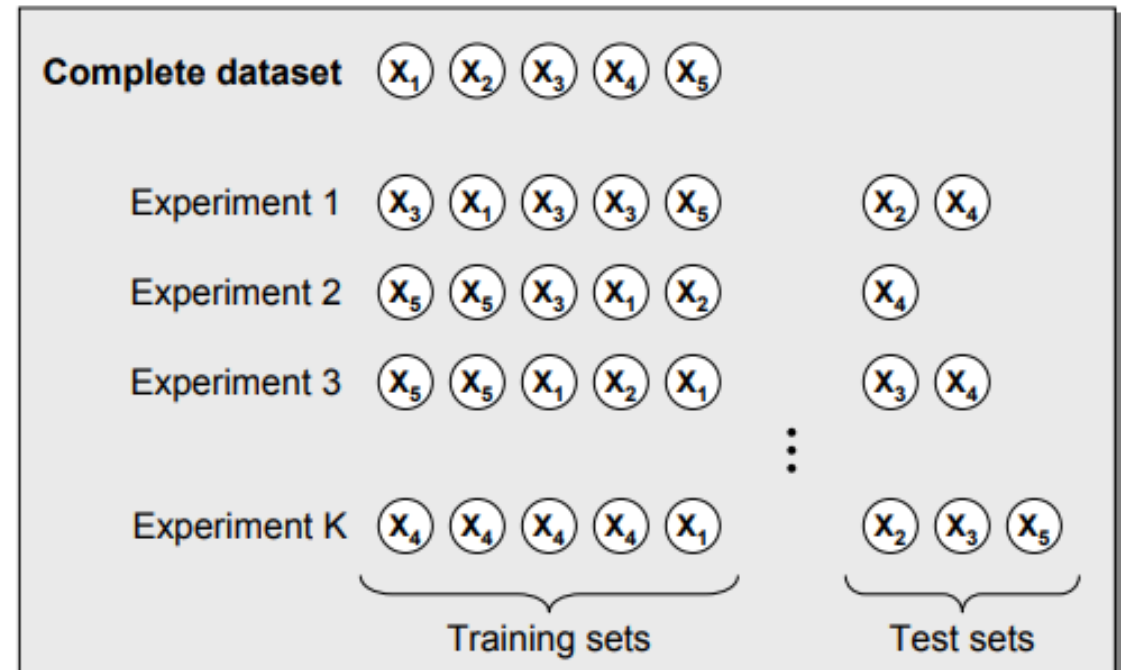 Complete dataset X₁ X₂ X₃ X₄ X₅
Experiment 1 X₃ X₁ X₃ X₃ X₅ X₂ X₄
Experiment 2 X₅ X₅ X₃ X₁ X₂ X₄
Experiment 3 X₅ X₅ X₁ X₂ X₁ X₃ X₄
Experiment K X₄ X₄ X₄ X₄ X₁ X₂ X₃ X₅
Training sets Test sets